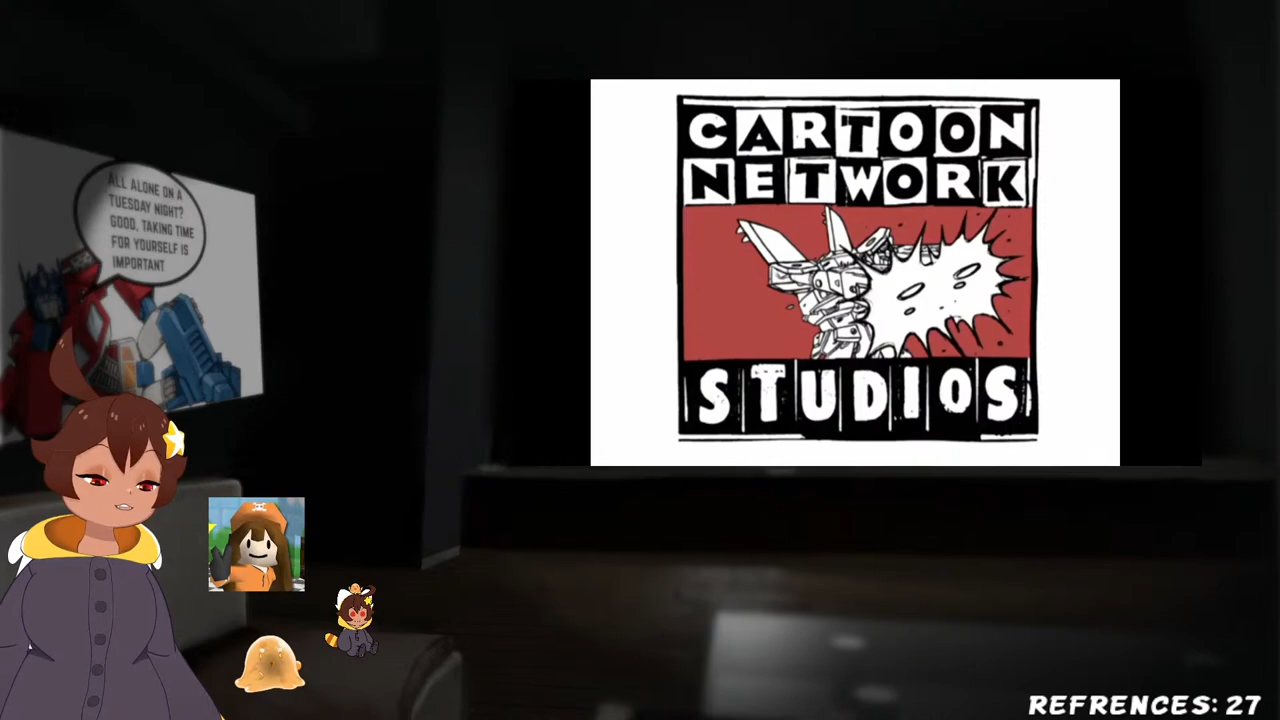 ALL ALONE ON A
TUESDAY NIGHT?
GOOD, TAKING TIME
FOR YOURSELF IS
IMPORTANT
CARTOON
NETWORK
STUDIOS
REFRENCES: 27